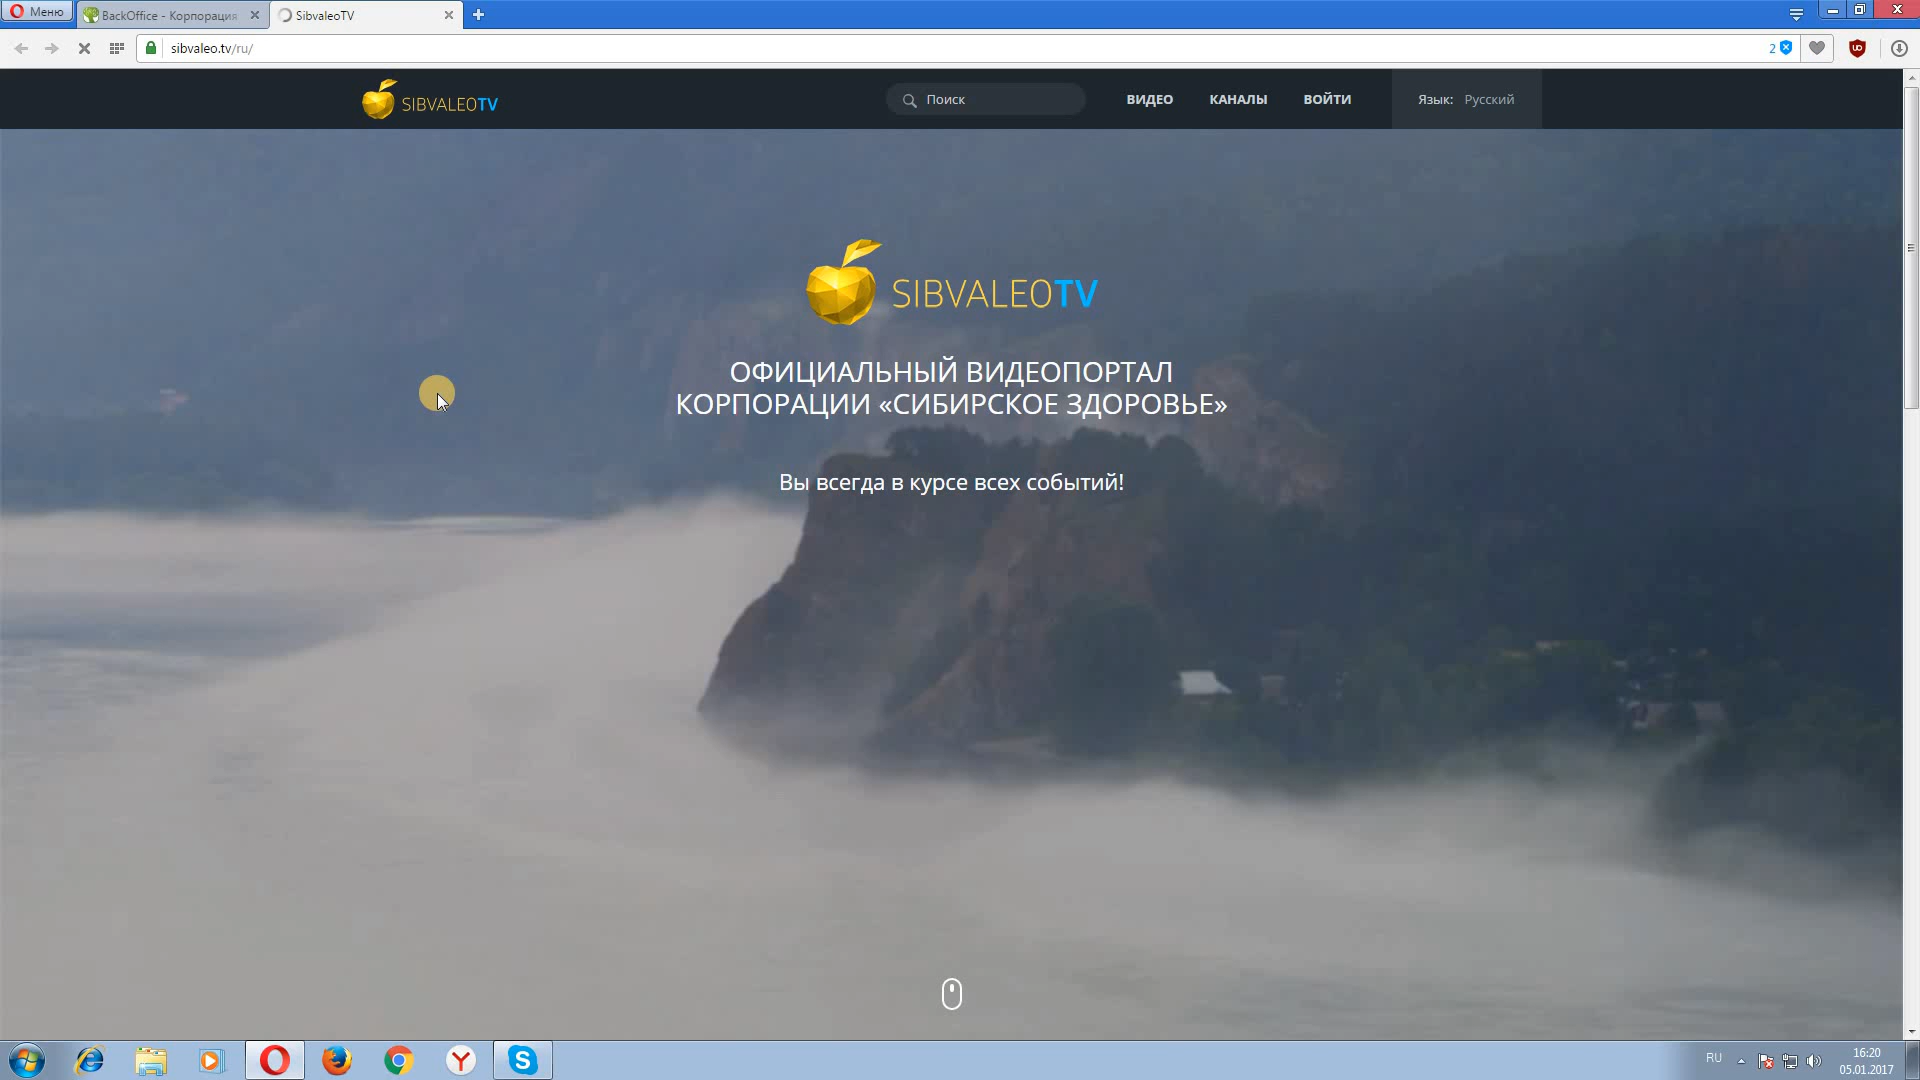 Меню
BackOffice - Корпорация
SibvaleoTV
sibvaleo.tv/ru/
2
SIBVALEOTV
Поиск
ВИДЕО
КАНАЛЫ
ВОЙТИ
Язык: Русский
SIBVALEOTV
ОФИЦИАЛЬНЫЙ ВИДЕОПОРТАЛ
КОРПОРАЦИИ «СИБИРСКОЕ ЗДОРОВЬЕ»
Вы всегда в курсе всех событий!
RU
16:20
05.01.2017